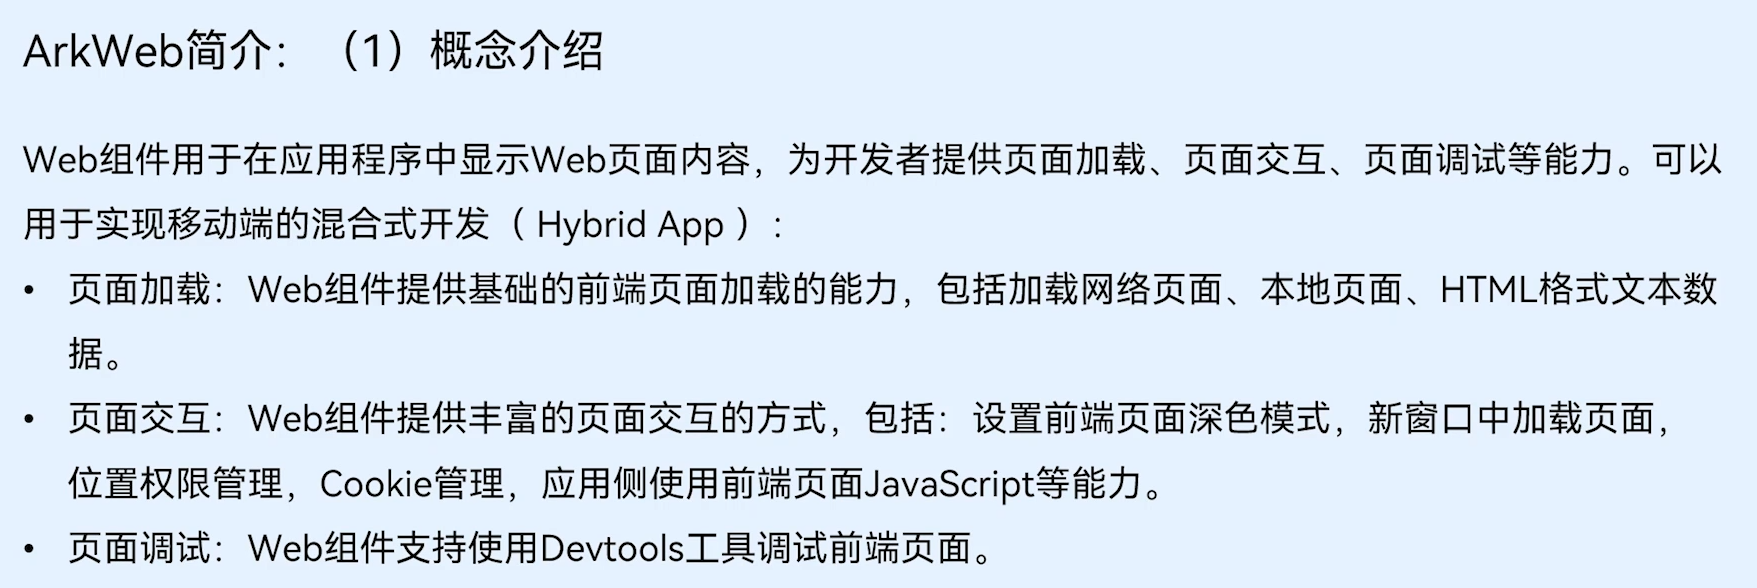 ArkWeb简介：（1）概念介绍
Web组件用于在应用程序中显示Web页面内容，为开发者提供页面加载、页面交互、页面调试等能力。可以
用于实现移动端的混合式开发（ Hybrid App ）：
• 页面加载：Web组件提供基础的前端页面加载的能力，包括加载网络页面、本地页面、HTML格式文本数
据。
• 页面交互：Web组件提供丰富的页面交互的方式，包括：设置前端页面深色模式，新窗口中加载页面，
位置权限管理，Cookie管理，应用侧使用前端页面JavaScript等能力。
• 页面调试：Web组件支持使用Devtools工具调试前端页面。